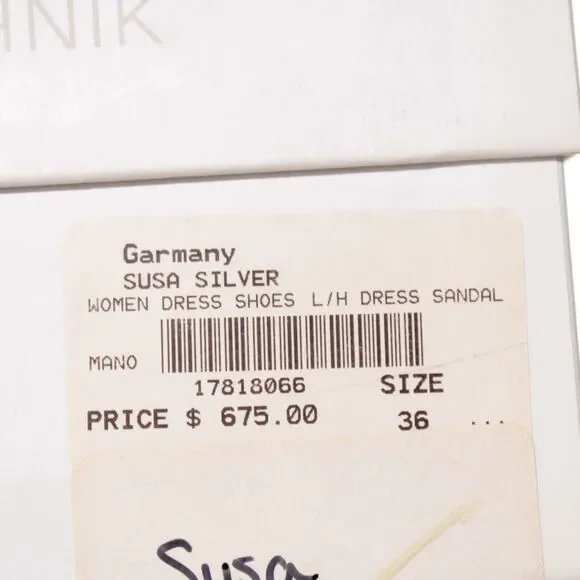 HNIK
Garmany
SUSA SILVER
WOMEN DRESS SHOES L/H DRESS SANDAL
MANO
17818066 SIZE
PRICE $ 675.00 36 ...
Susa